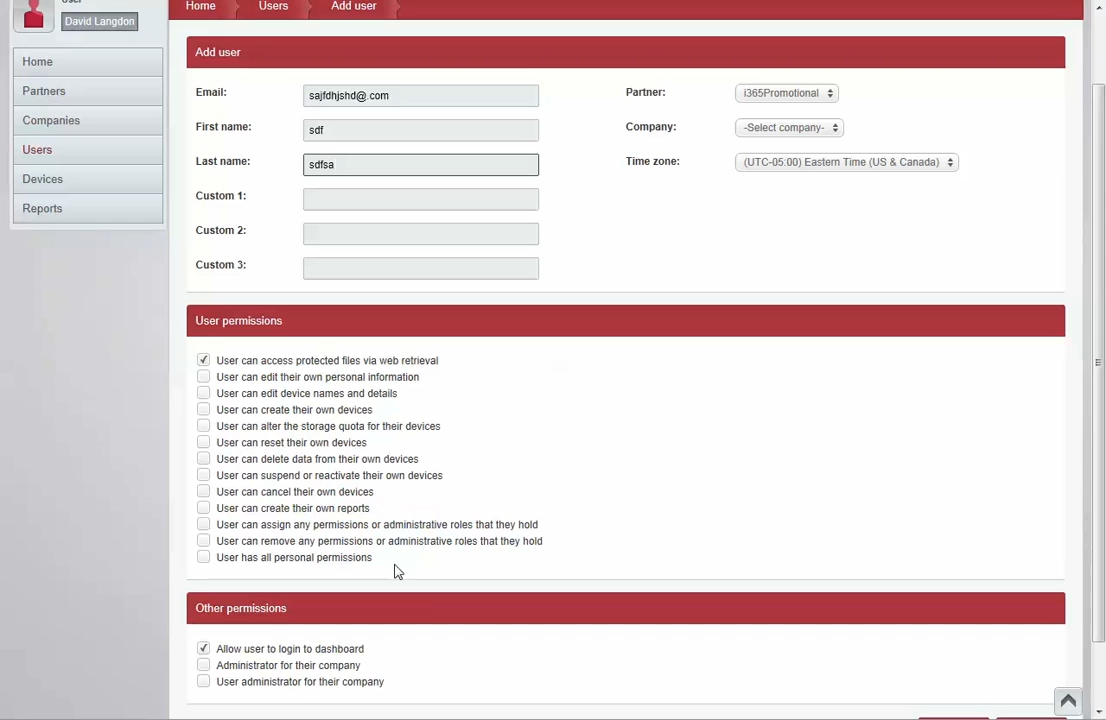 User
David Langdon
Home
Partners
Companies
Users
Devices
Reports
Home Users Add user
Add user
Email: sajfdhjshd@.com
First name: sdf
Last name: sdfsa
Custom 1:
Custom 2:
Custom 3:
Partner: i365Promotional
Company: -Select company-
Time zone: (UTC-05:00) Eastern Time (US & Canada)
User permissions
User can access protected files via web retrieval
User can edit their own personal information
User can edit device names and details
User can create their own devices
User can alter the storage quota for their devices
User can reset their own devices
User can delete data from their own devices
User can suspend or reactivate their own devices
User can cancel their own devices
User can create their own reports
User can assign any permissions or administrative roles that they hold
User can remove any permissions or administrative roles that they hold
User has all personal permissions
Other permissions
Allow user to login to dashboard
Administrator for their company
User administrator for their company